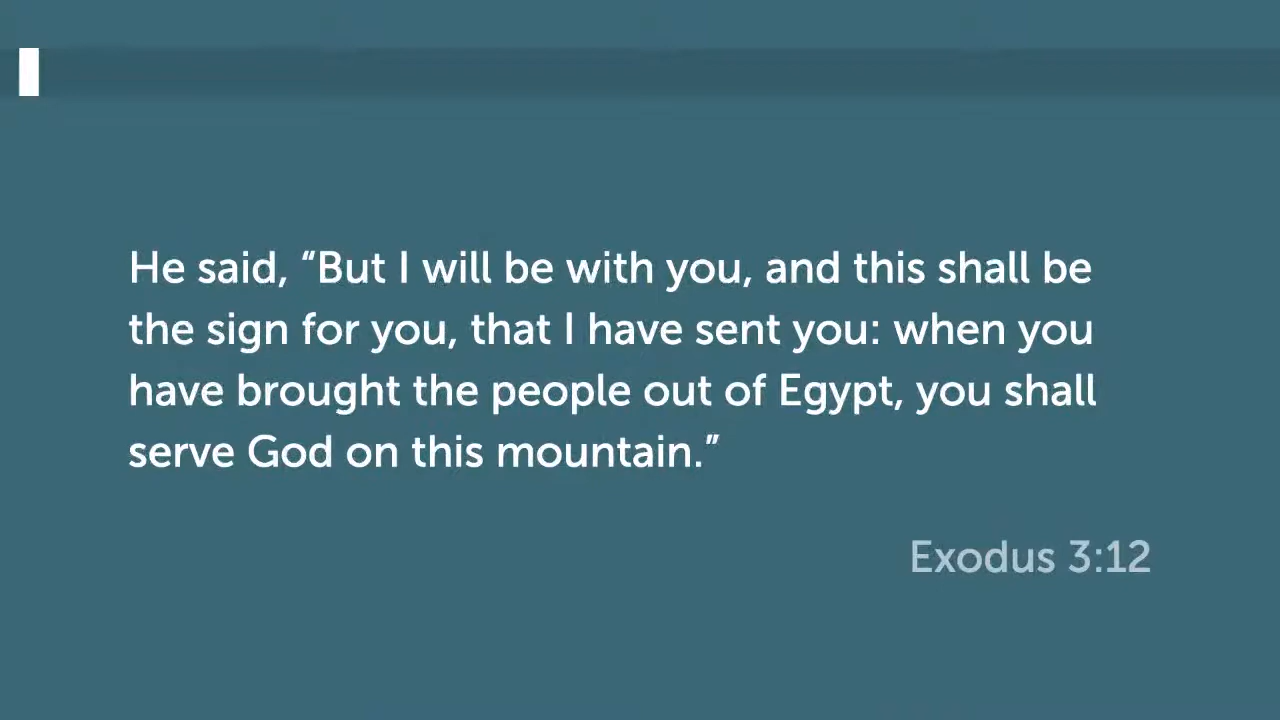 He said, “But I will be with you, and this shall be
the sign for you, that I have sent you: when you
have brought the people out of Egypt, you shall
serve God on this mountain.”
Exodus 3:12